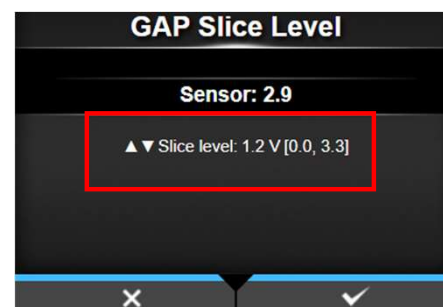 GAP Slice Level
Sensor: 2.9
▲▼Slice level: 1.2 V [0.0, 3.3]